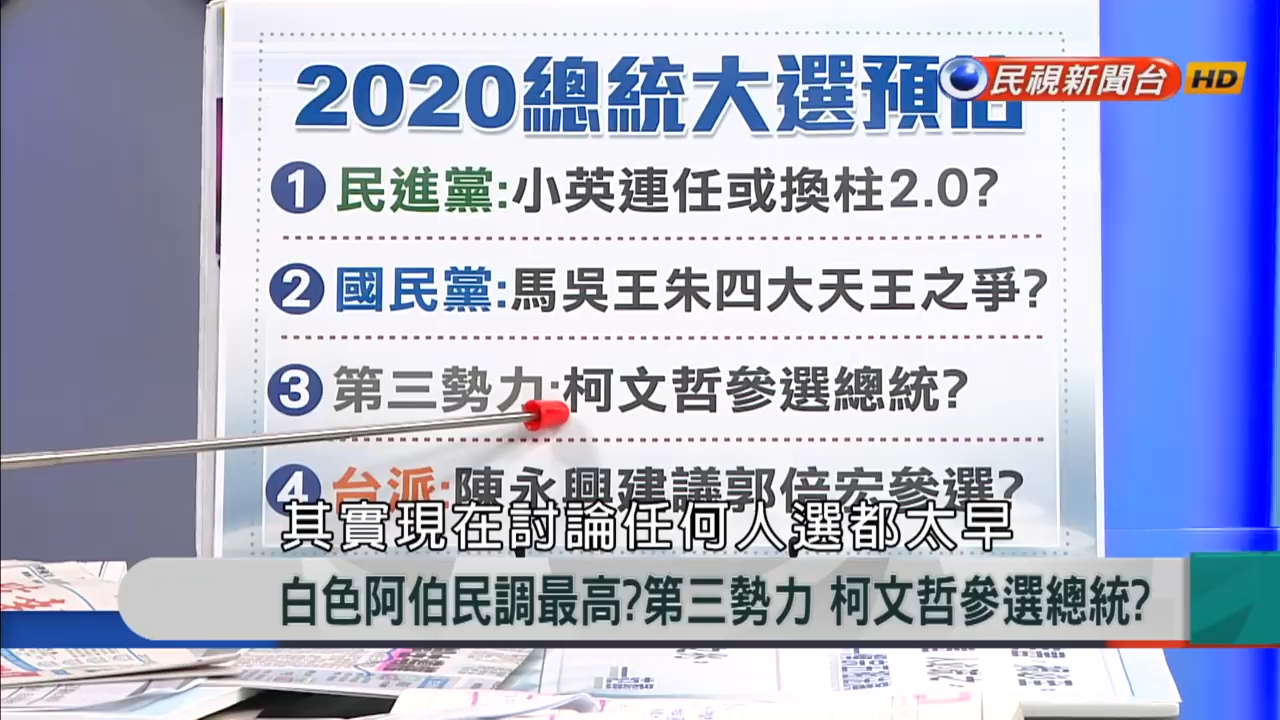 2020總統大選預估
民視新聞台 HD
1 民進黨:小英連任或換柱2.0?
2 國民黨:馬吳王朱四大天王之爭?
3 第三勢力:柯文哲參選總統?
4 台派:陳永興建議郭倍宏參選?
其實現在討論任何人選都太早
白色阿伯民調最高?第三勢力 柯文哲參選總統?